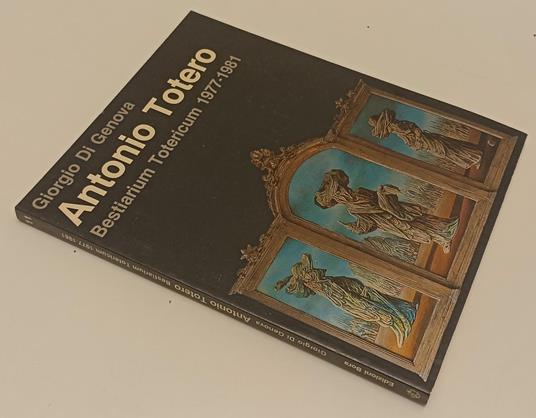 Giorgio Di Genova
Antonio Totero
Bestiarium Totericum 1977-1981
Giorgio Di Genova Antonio Totero Bestiarium Totericum 1977-1981
Edizioni Bora